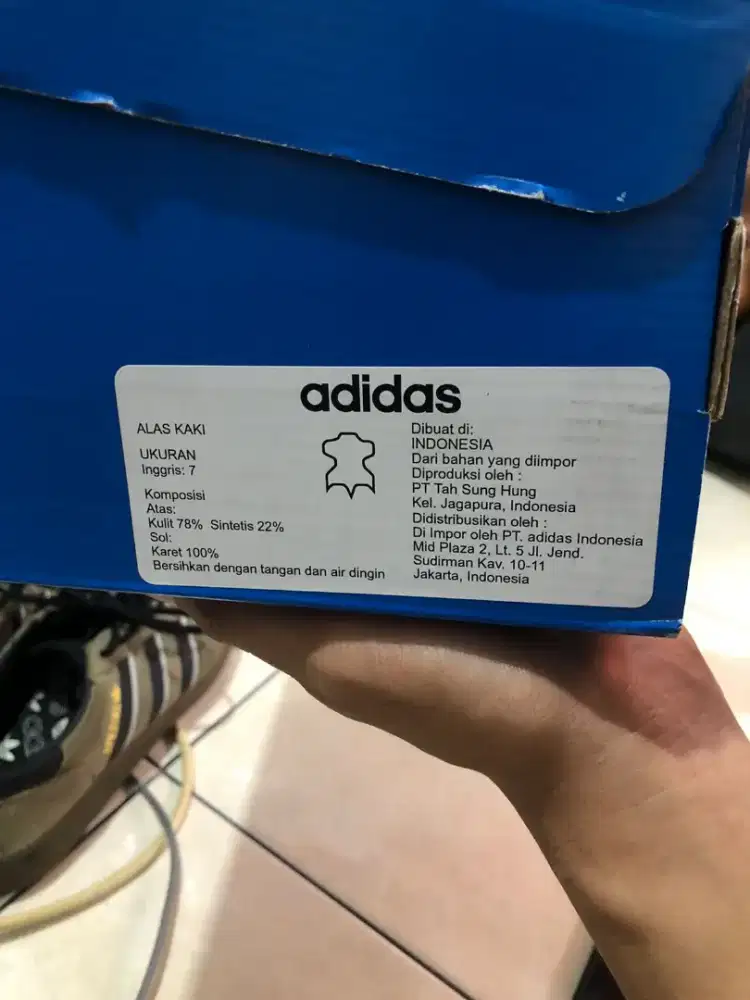 adidas
ALAS KAKI
UKURAN
Inggris: 7
Komposisi
Atas:
Kulit 78% Sintetis 22%
Sol:
Karet 100%
Bersihkan dengan tangan dan air dingin
Dibuat di:
INDONESIA
Dari bahan yang diimpor
Diproduksi oleh :
PT Tah Sung Hung
Kel. Jagapura, Indonesia
Didistribusikan oleh :
Di Impor oleh PT. adidas Indonesia
Mid Plaza 2, Lt. 5 Jl. Jend.
Sudirman Kav. 10-11
Jakarta, Indonesia